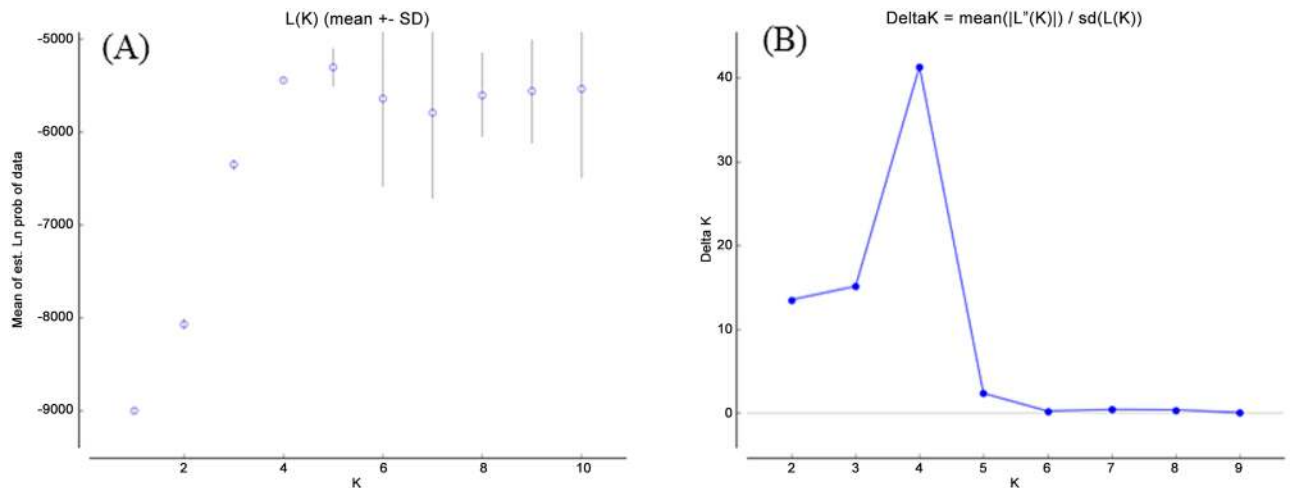 L(K) (mean +- SD)
(A)
Mean of est. Ln prob of data
-5000
-6000
-7000
-8000
-9000
2
4
6
8
10
K
DeltaK = mean(|L"(K)|) / sd(L(K))
(B)
Delta K
40
30
20
10
0
2
3
4
5
6
7
8
9
K